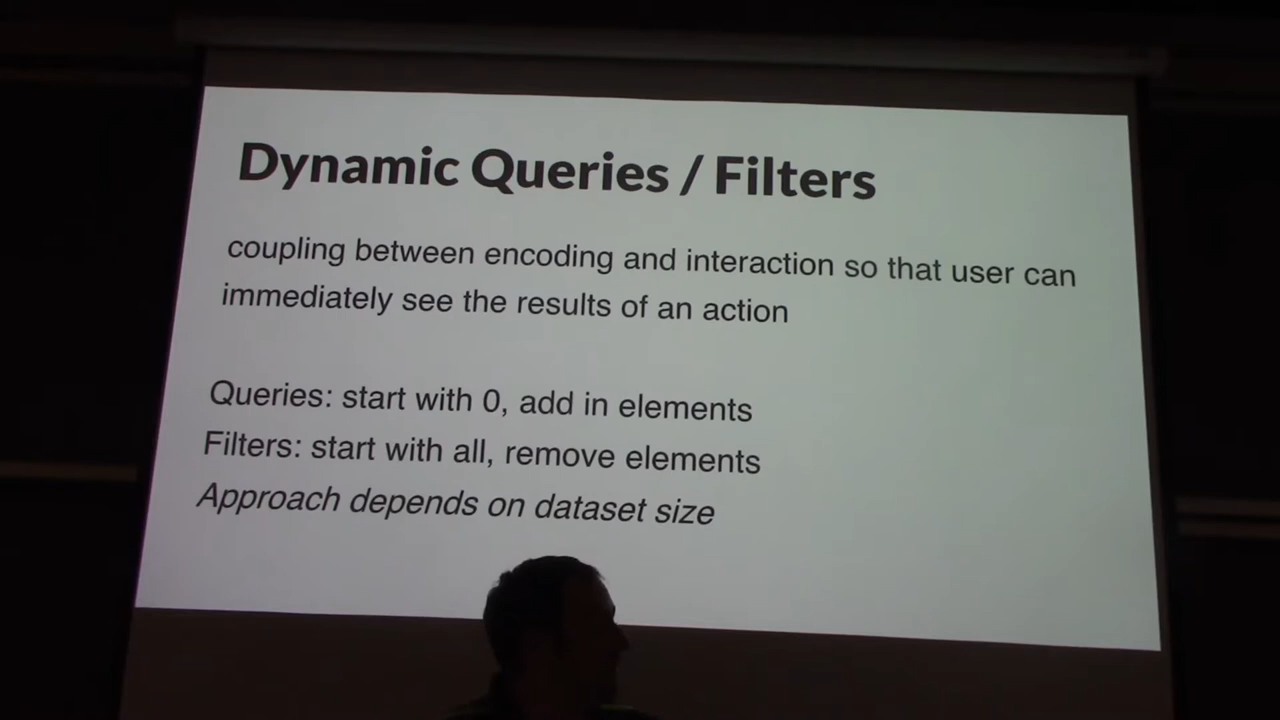 Dynamic Queries / Filters
coupling between encoding and interaction so that user can
immediately see the results of an action
Queries: start with 0, add in elements
Filters: start with all, remove elements
Approach depends on dataset size